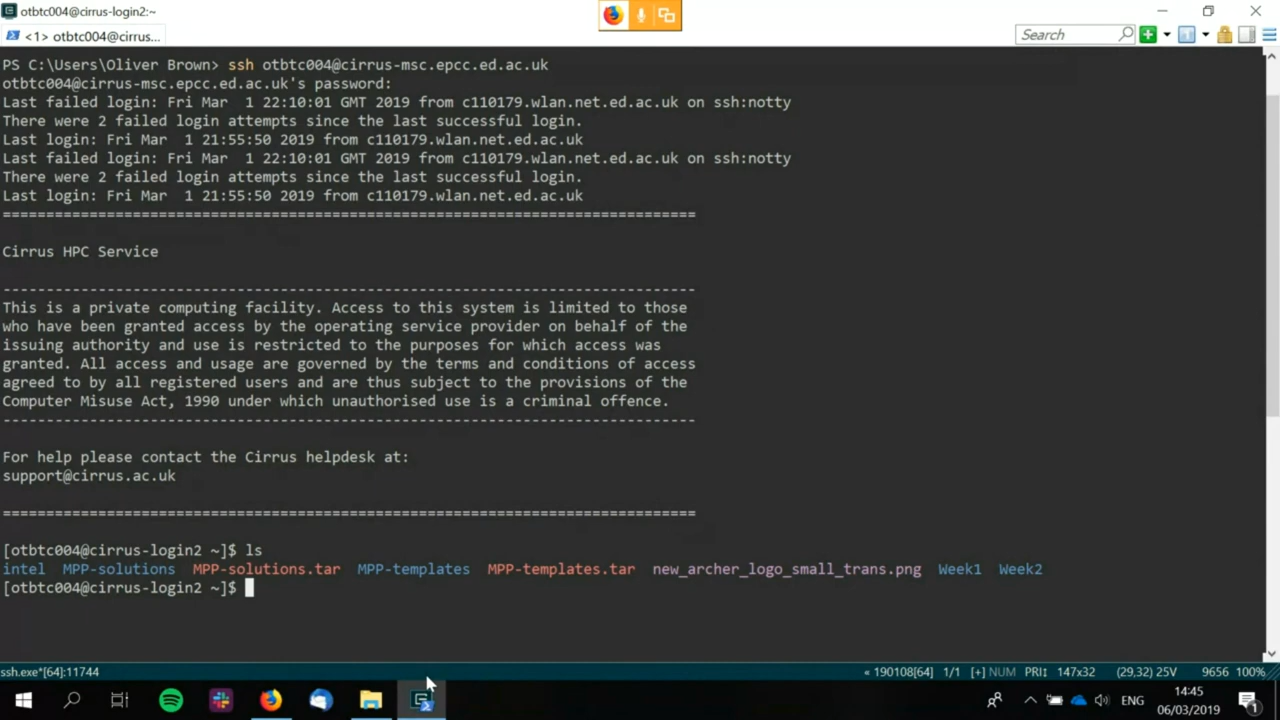 otbtc004@cirrus-login2:~
<1> otbtc004@cirrus...
Search
PS C:\Users\Oliver Brown> ssh otbtc004@cirrus-msc.epcc.ed.ac.uk
otbtc004@cirrus-msc.epcc.ed.ac.uk's password:
Last failed login: Fri Mar  1 22:10:01 GMT 2019 from c110179.wlan.net.ed.ac.uk on ssh:notty
There were 2 failed login attempts since the last successful login.
Last login: Fri Mar  1 21:55:50 2019 from c110179.wlan.net.ed.ac.uk
Last failed login: Fri Mar  1 22:10:01 GMT 2019 from c110179.wlan.net.ed.ac.uk on ssh:notty
There were 2 failed login attempts since the last successful login.
Last login: Fri Mar  1 21:55:50 2019 from c110179.wlan.net.ed.ac.uk
================================================================================
Cirrus HPC Service
--------------------------------------------------------------------------------
This is a private computing facility. Access to this system is limited to those
who have been granted access by the operating service provider on behalf of the
issuing authority and use is restricted to the purposes for which access was
granted. All access and usage are governed by the terms and conditions of access
agreed to by all registered users and are thus subject to the provisions of the
Computer Misuse Act, 1990 under which unauthorised use is a criminal offence.
--------------------------------------------------------------------------------
For help please contact the Cirrus helpdesk at:
support@cirrus.ac.uk
================================================================================
[otbtc004@cirrus-login2 ~]$ ls
intel  MPP-solutions  MPP-solutions.tar  MPP-templates  MPP-templates.tar  new_archer_logo_small_trans.png  Week1  Week2
[otbtc004@cirrus-login2 ~]$
ssh.exe*[64]:11744 « 190108[64] 1/1 [+] NUM PRI↕ 147x32 (29,32) 25V 9656 100%
ENG 14:45
06/03/2019 1